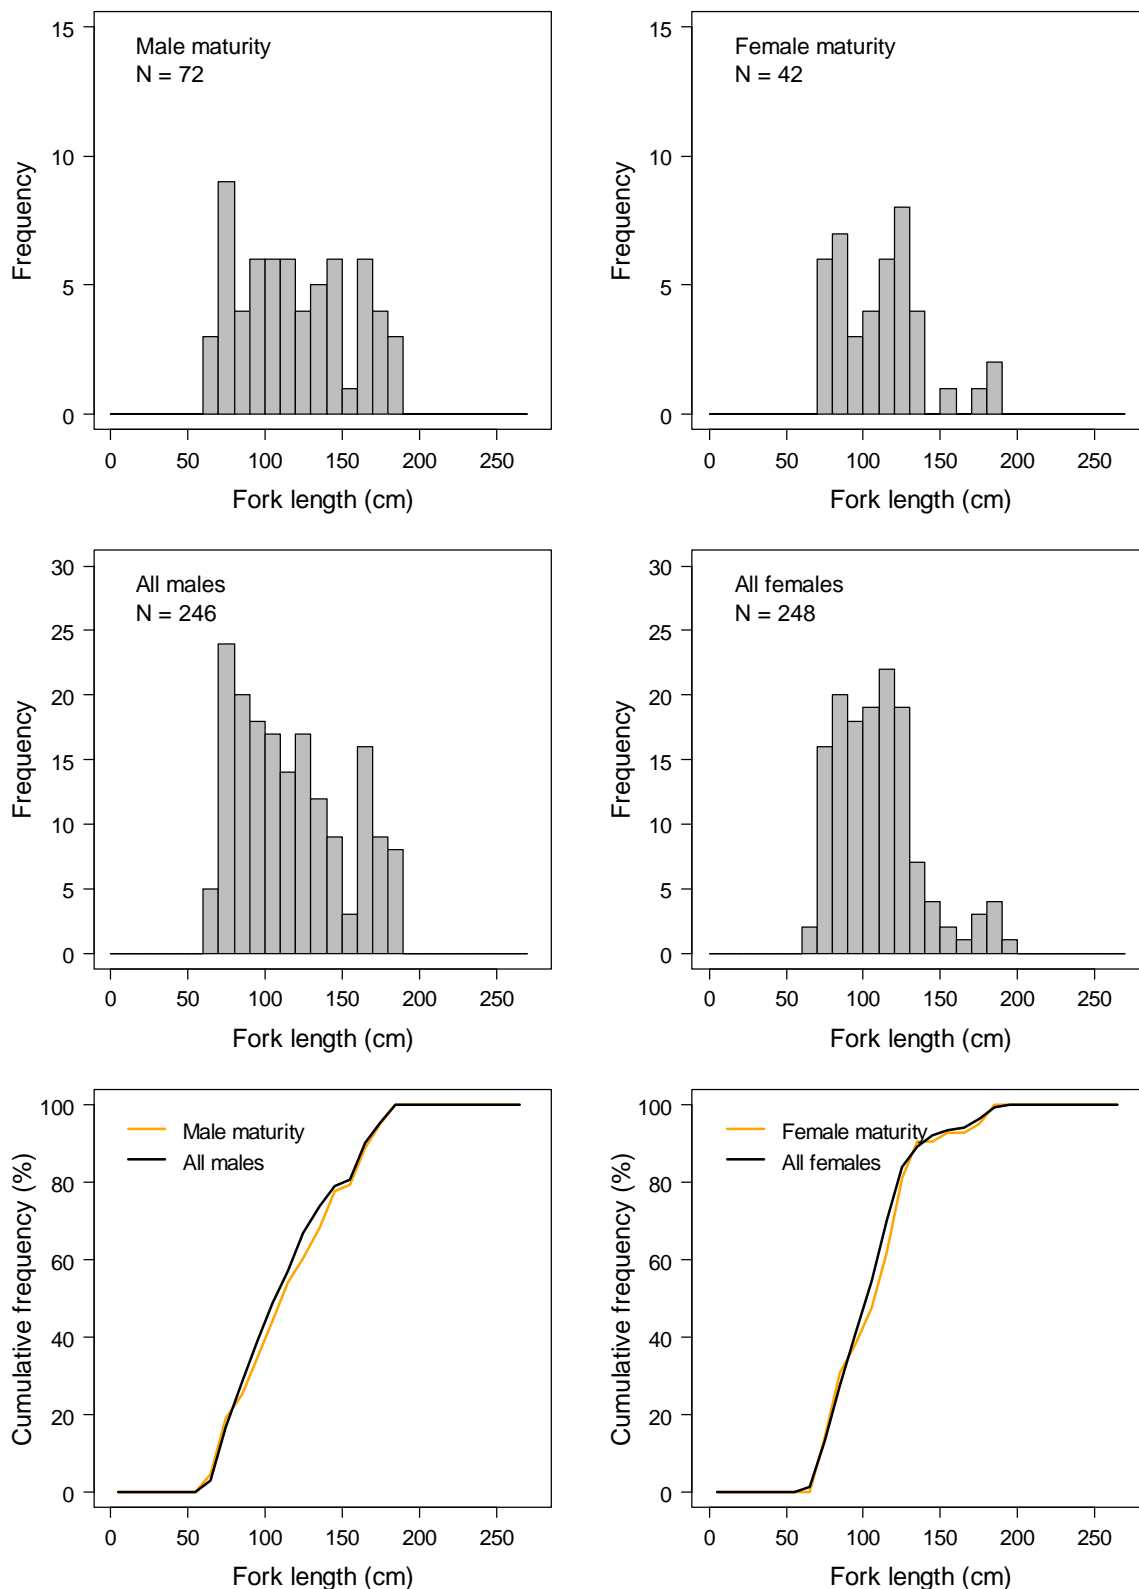 Male maturity
N = 72
Frequency
15
10
5
0
0 50 100 150 200 250
Fork length (cm)
Female maturity
N = 42
Frequency
15
10
5
0
0 50 100 150 200 250
Fork length (cm)
All males
N = 246
Frequency
30
25
20
15
10
5
0
0 50 100 150 200 250
Fork length (cm)
All females
N = 248
Frequency
30
25
20
15
10
5
0
0 50 100 150 200 250
Fork length (cm)
Male maturity
All males
Cumulative frequency (%)
100
80
60
40
20
0
0 50 100 150 200 250
Fork length (cm)
Female maturity
All females
Cumulative frequency (%)
100
80
60
40
20
0
0 50 100 150 200 250
Fork length (cm)